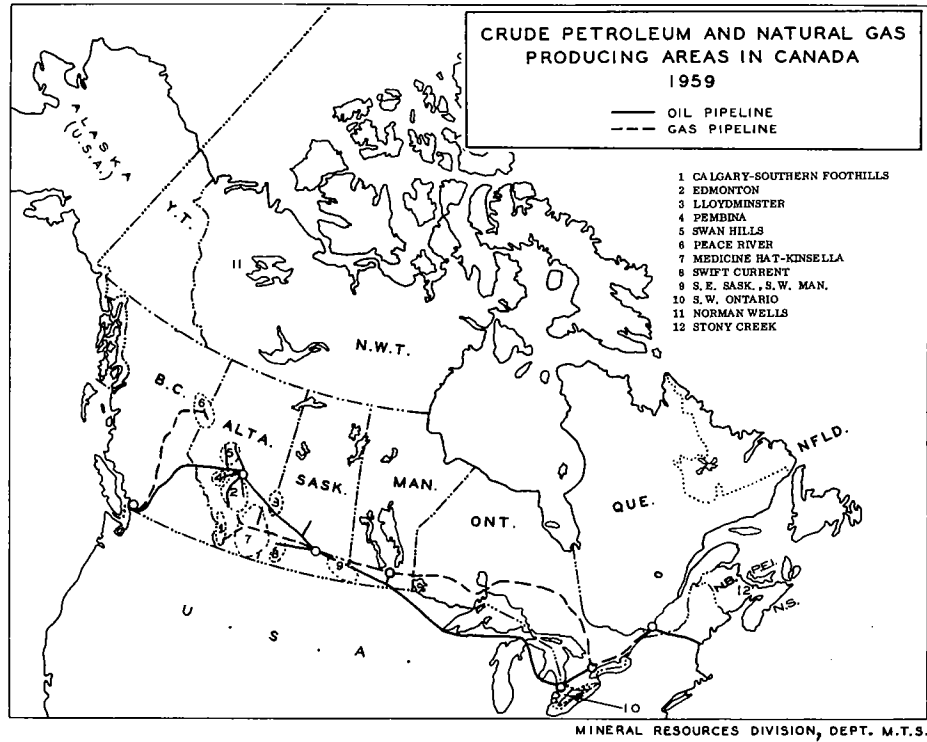 CRUDE PETROLEUM AND NATURAL GAS
PRODUCING AREAS IN CANADA
1959
OIL PIPELINE
GAS PIPELINE
1 CALGARY-SOUTHERN FOOTHILLS
2 EDMONTON
3 LLOYDMINSTER
4 PEMBINA
5 SWAN HILLS
6 PEACE RIVER
7 MEDICINE HAT-KINSELLA
8 SWIFT CURRENT
9 S.E. SASK., S.W. MAN.
10 S.W. ONTARIO
11 NORMAN WELLS
12 STONY CREEK
ALASKA
(U.S.A)
Y.T.
11
N.W.T.
B.C.
6
ALTA.
SASK.
MAN.
ONT.
QUE.
NFLD.
5
4
2
3
1
7
8
9
N.B.
P.E.I.
12
N.S.
U. S. A.
10
MINERAL RESOURCES DIVISION, DEPT. M.T.S.